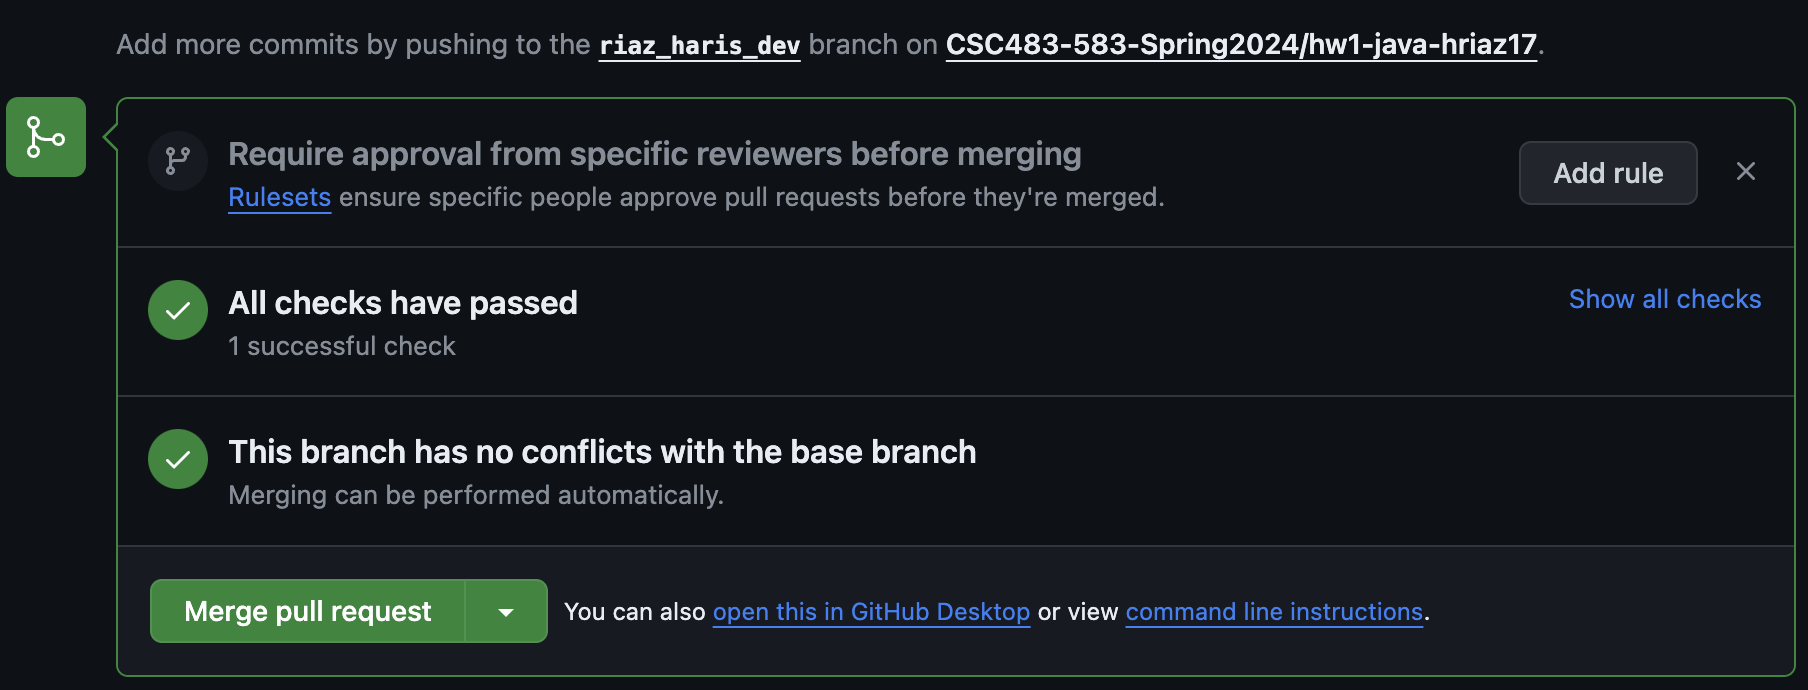 Add more commits by pushing to the riaz_haris_dev branch on CSC483-583-Spring2024/hw1-java-hriaz17.
Require approval from specific reviewers before merging
Rulesets ensure specific people approve pull requests before they're merged.
Add rule
All checks have passed
1 successful check
Show all checks
This branch has no conflicts with the base branch
Merging can be performed automatically.
Merge pull request
You can also open this in GitHub Desktop or view command line instructions.